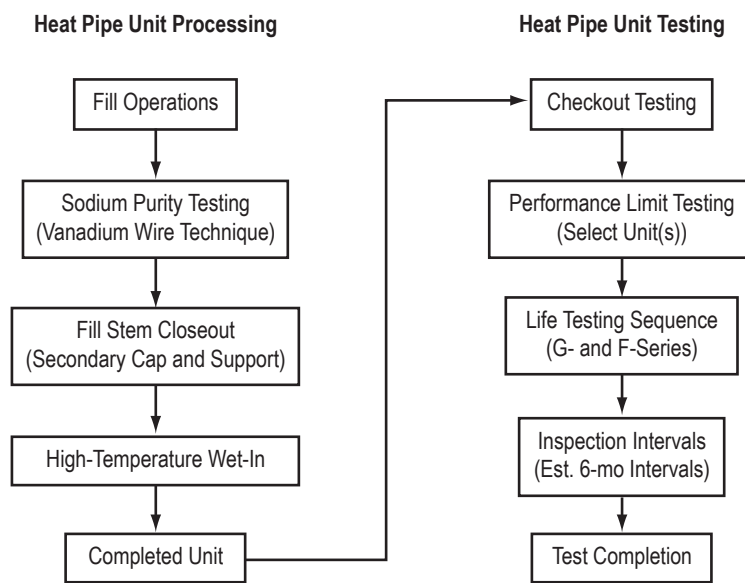 Heat Pipe Unit Processing
Fill Operations
Sodium Purity Testing
(Vanadium Wire Technique)
Fill Stem Closeout
(Secondary Cap and Support)
High-Temperature Wet-In
Completed Unit
Heat Pipe Unit Testing
Checkout Testing
Performance Limit Testing
(Select Unit(s))
Life Testing Sequence
(G- and F-Series)
Inspection Intervals
(Est. 6-mo Intervals)
Test Completion